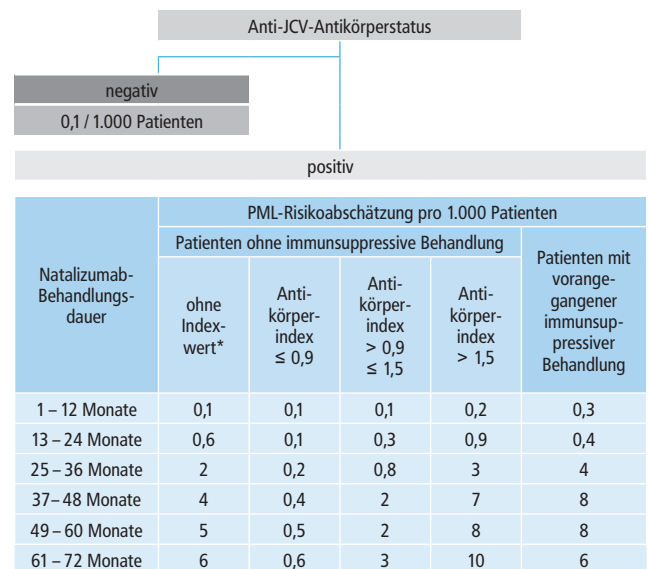 Anti-JCV-Antikörperstatus
negativ
0,1 / 1.000 Patienten
positiv
Natalizumab-
Behandlungs-
dauer
PML-Risikoabschätzung pro 1.000 Patienten
Patienten ohne immunsuppressive Behandlung
Patienten mit
vorange-
gangener
immunsup-
pressiver
Behandlung
ohne
Index-
wert*
Anti-
körper-
index
≤ 0,9
Anti-
körper-
index
> 0,9
≤ 1,5
Anti-
körper-
index
> 1,5
1 – 12 Monate 0,1 0,1 0,1 0,2 0,3
13 – 24 Monate 0,6 0,1 0,3 0,9 0,4
25 – 36 Monate 2 0,2 0,8 3 4
37– 48 Monate 4 0,4 2 7 8
49 – 60 Monate 5 0,5 2 8 8
61 – 72 Monate 6 0,6 3 10 6